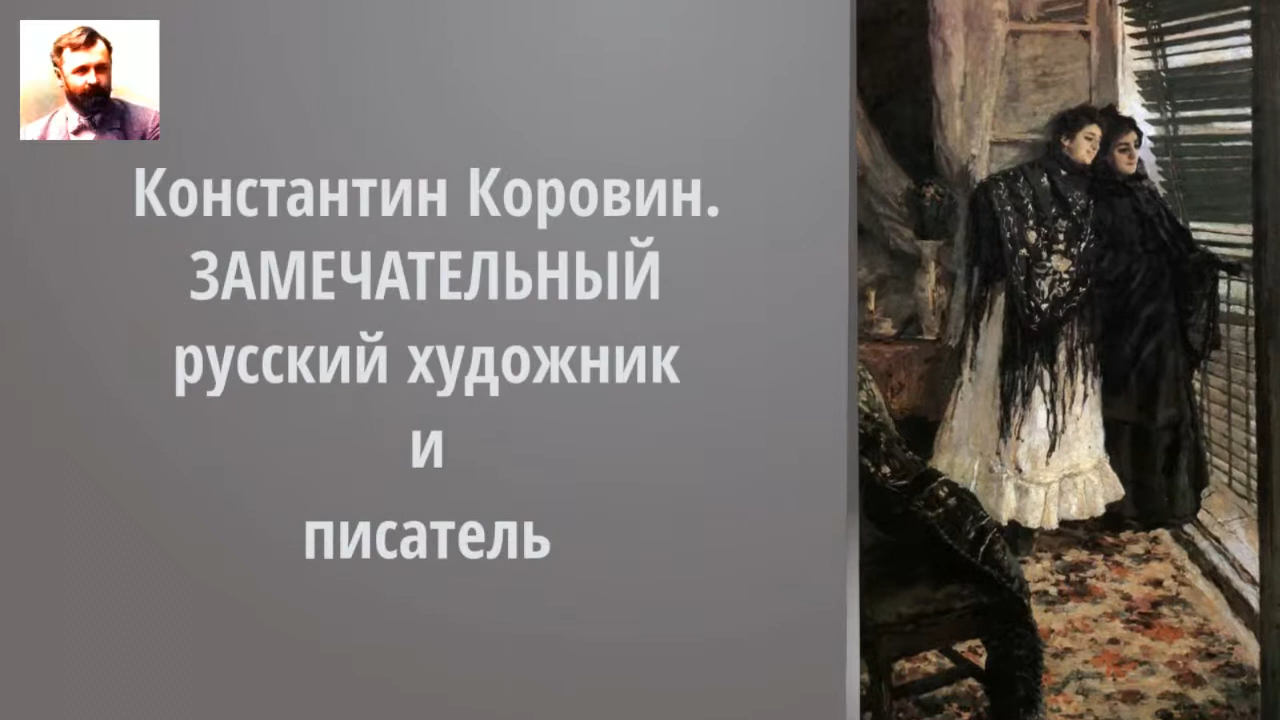 Константин Коровин.
ЗАМЕЧАТЕЛЬНЫЙ
русский художник
и
писатель